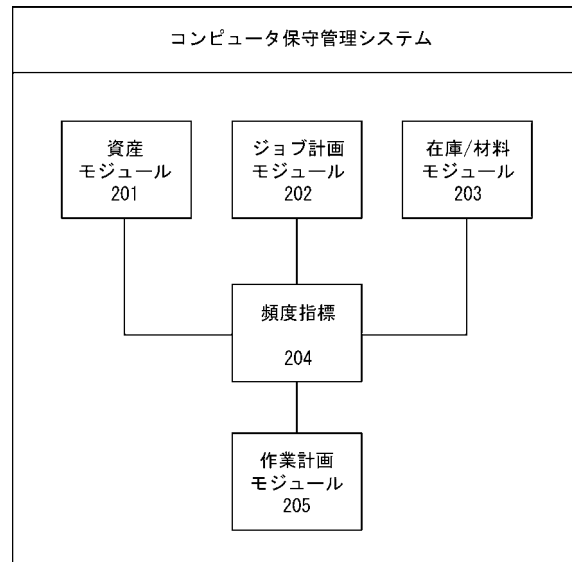 コンピュータ保守管理システム
資産
モジュール
201
ジョブ計画
モジュール
202
在庫/材料
モジュール
203
頻度指標
204
作業計画
モジュール
205